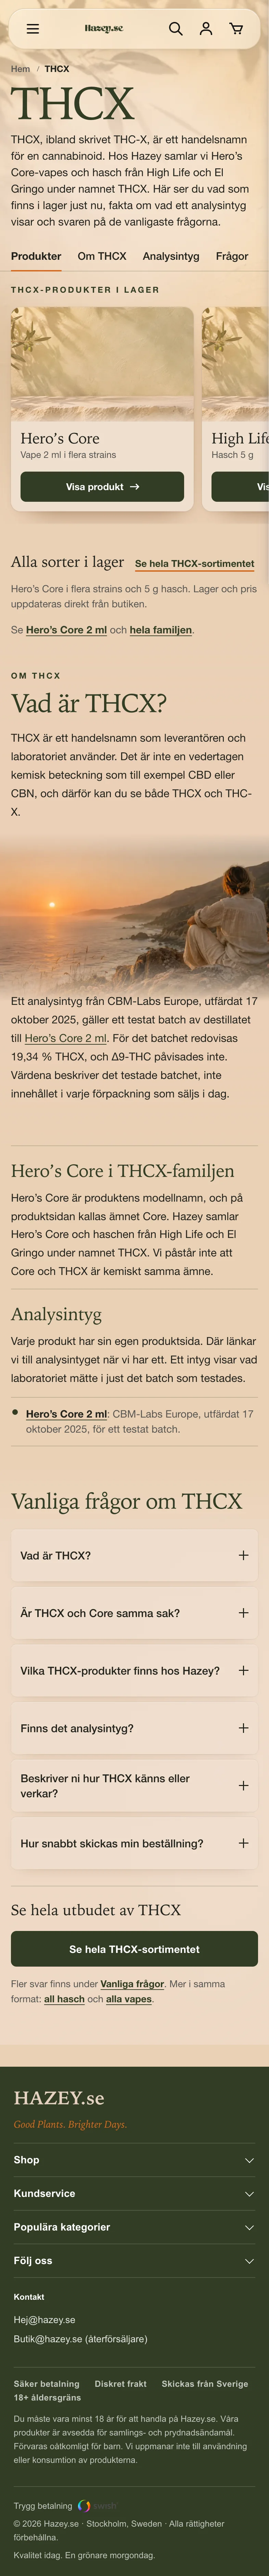 Hazey.se
Hem / THCX
THCX
THCX, ibland skrivet THC-X, är ett handelsnamn
för en cannabinoid. Hos Hazey samlar vi Hero’s
Core-vapes och hasch från High Life och El
Gringo under namnet THCX. Här ser du vad som
finns i lager just nu, fakta om vad ett analysintyg
visar och svaren på de vanligaste frågorna.
Produkter Om THCX Analysintyg Frågor
THCX-PRODUKTER I LAGER
Hero’s Core
Vape 2 ml i flera strains
Visa produkt →
High Life
Hasch 5 g
Alla sorter i lager Se hela THCX-sortimentet
Hero’s Core i flera strains och 5 g hasch. Lager och pris
uppdateras direkt från butiken.
Se Hero’s Core 2 ml och hela familjen.
OM THCX
Vad är THCX?
THCX är ett handelsnamn som leverantören och
laboratoriet använder. Det är inte en vedertagen
kemisk beteckning som till exempel CBD eller
CBN, och därför kan du se både THCX och THC-
X.
Ett analysintyg från CBM-Labs Europe, utfärdat 17
oktober 2025, gäller ett testat batch av destillatet
till Hero’s Core 2 ml. För det batchet redovisas
19,34 % THCX, och Δ9-THC påvisades inte.
Värdena beskriver det testade batchet, inte
innehållet i varje förpackning som säljs i dag.
Hero’s Core i THCX-familjen
Hero’s Core är produktens modellnamn, och på
produktsidan kallas ämnet Core. Hazey samlar
Hero’s Core och haschen från High Life och El
Gringo under namnet THCX. Vi påstår inte att
Core och THCX är kemiskt samma ämne.
Analysintyg
Varje produkt har sin egen produktsida. Där länkar
vi till analysintyget när vi har ett. Ett intyg visar vad
laboratoriet mätte i just det batch som testades.
Hero’s Core 2 ml: CBM-Labs Europe, utfärdat 17
oktober 2025, för ett testat batch.
Vanliga frågor om THCX
Vad är THCX?
Är THCX och Core samma sak?
Vilka THCX-produkter finns hos Hazey?
Finns det analysintyg?
Beskriver ni hur THCX känns eller
verkar?
Hur snabbt skickas min beställning?
Se hela utbudet av THCX
Se hela THCX-sortimentet
Fler svar finns under Vanliga frågor. Mer i samma
format: all hasch och alla vapes.
HAZEY.se
Good Plants. Brighter Days.
Shop
Kundservice
Populära kategorier
Följ oss
Kontakt
Hej@hazey.se
Butik@hazey.se (återförsäljare)
Säker betalning Diskret frakt Skickas från Sverige
18+ åldersgräns
Du måste vara minst 18 år för att handla på Hazey.se. Våra
produkter är avsedda för samlings- och prydnadsändamål.
Förvaras oåtkomligt för barn. Vi uppmanar inte till användning
eller konsumtion av produkterna.
Trygg betalning swish
© 2026 Hazey.se · Stockholm, Sweden · Alla rättigheter
förbehållna.
Kvalitet idag. En grönare morgondag.